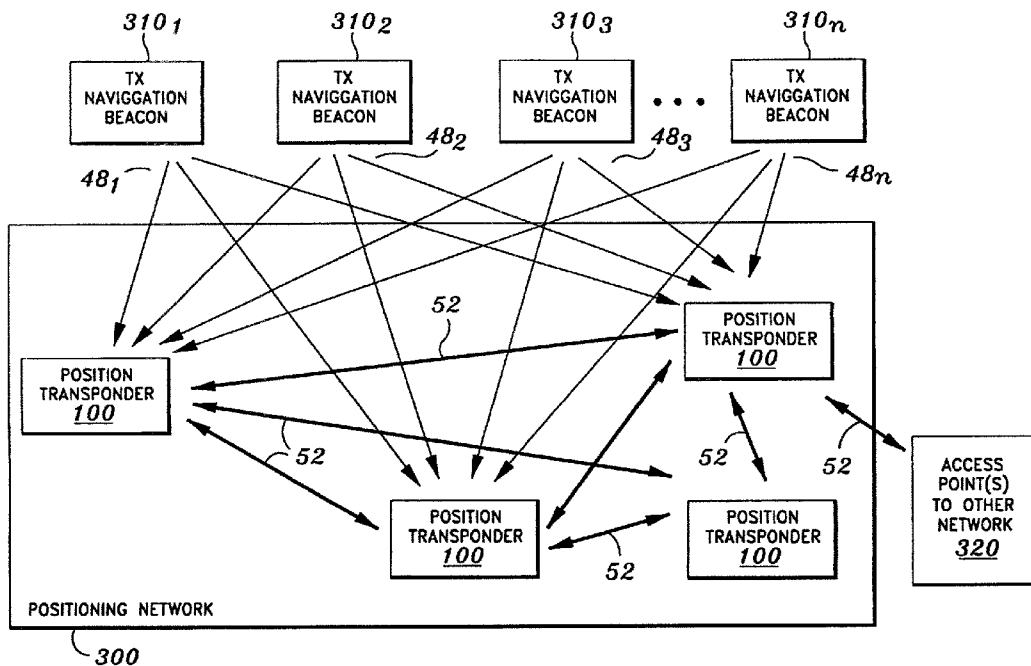 310₁ 310₂ 310₃ 310ₙ
TX
NAVIGGATION
BEACON
TX
NAVIGGATION
BEACON
TX
NAVIGGATION
BEACON
• • •
TX
NAVIGGATION
BEACON
48₁ 48₂ 48₃ 48ₙ
52
POSITION
TRANSPONDER
100
POSITION
TRANSPONDER
100
52
52
52
ACCESS
POINT(S)
TO OTHER
NETWORK
320
POSITION
TRANSPONDER
100
52
POSITION
TRANSPONDER
100
POSITIONING NETWORK
300